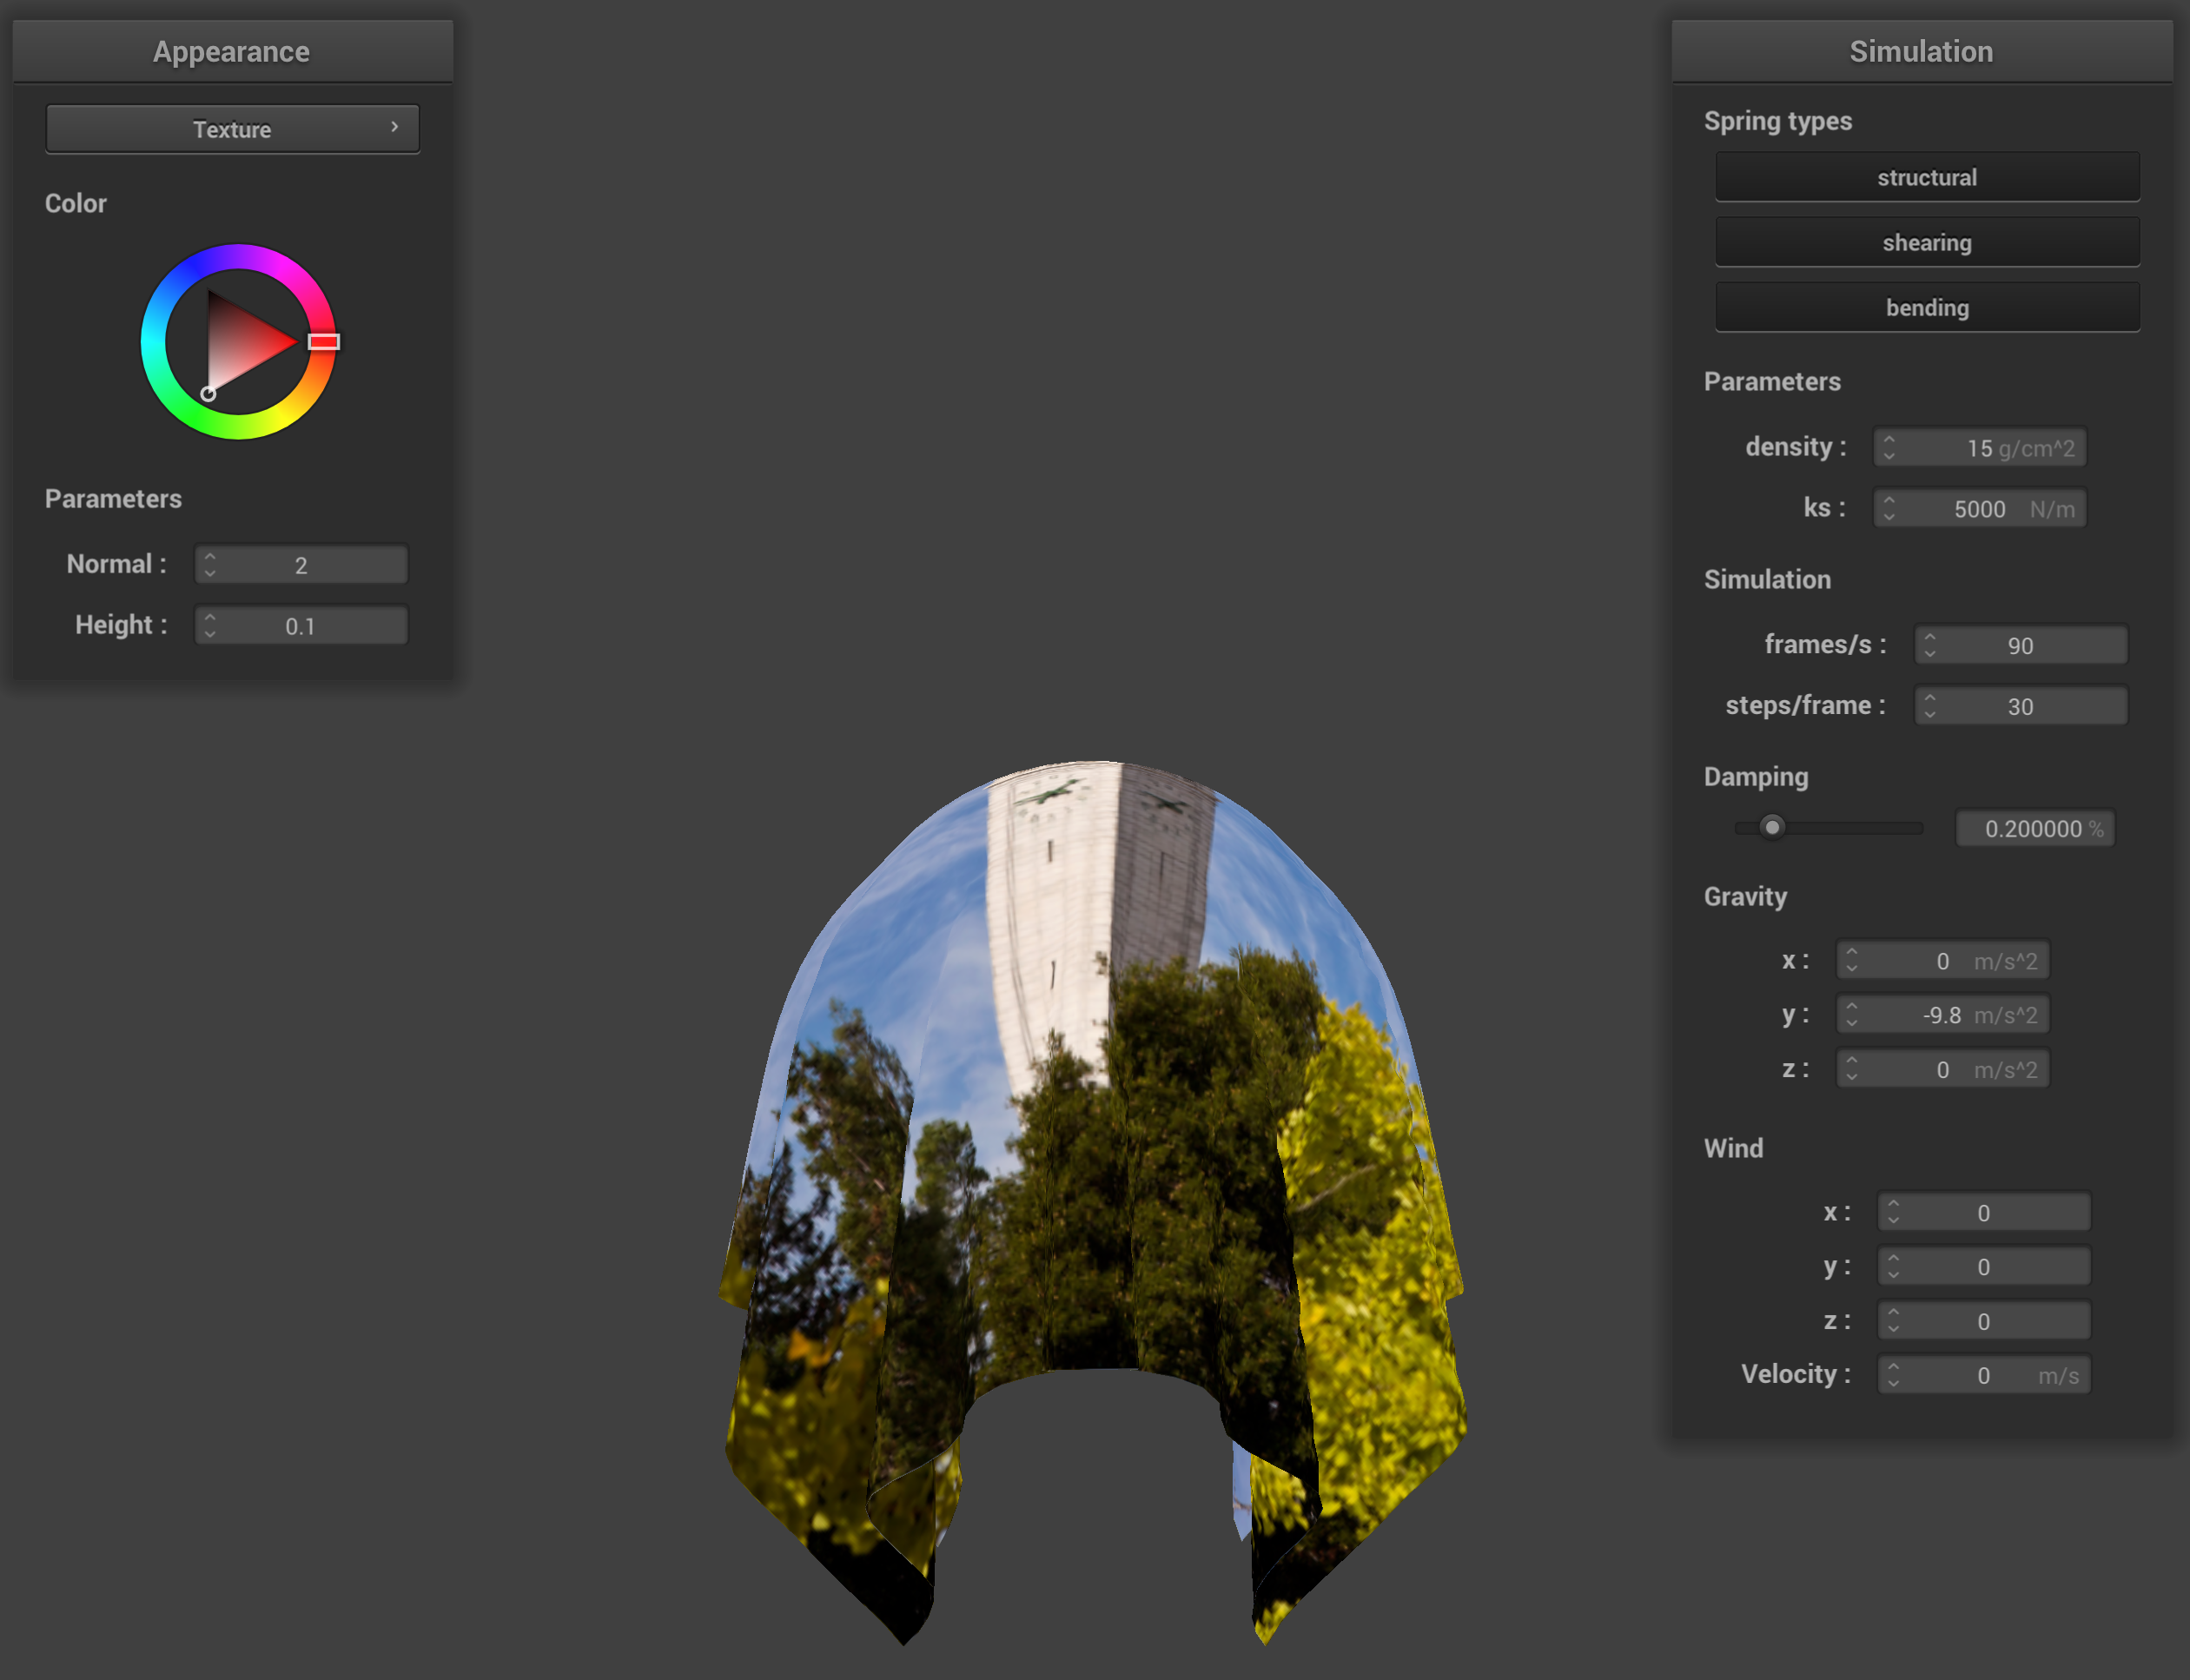 Appearance
Texture
Color
Parameters
Normal : 2
Height : 0.1
Simulation
Spring types
structural
shearing
bending
Parameters
density : 15 g/cm^2
ks : 5000 N/m
Simulation
frames/s : 90
steps/frame : 30
Damping
0.200000 %
Gravity
x : 0 m/s^2
y : -9.8 m/s^2
z : 0 m/s^2
Wind
x : 0
y : 0
z : 0
Velocity : 0 m/s